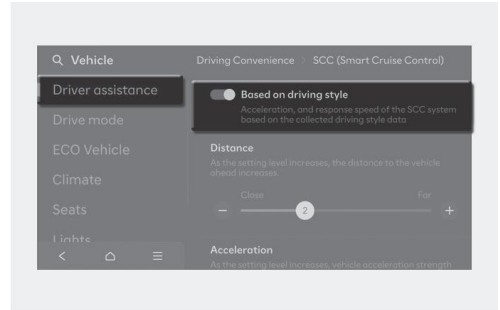 Vehicle
Driving Convenience > SCC (Smart Cruise Control)
Driver assistance
Drive mode
ECO Vehicle
Climate
Seats
Lights
Based on driving style
Acceleration, and response speed of the SCC system
based on the collected driving style data
Distance
As the setting level increases, the distance to the vehicle
ahead increases.
Close
Far
− 2 +
Acceleration
As the setting level increases, vehicle acceleration strength